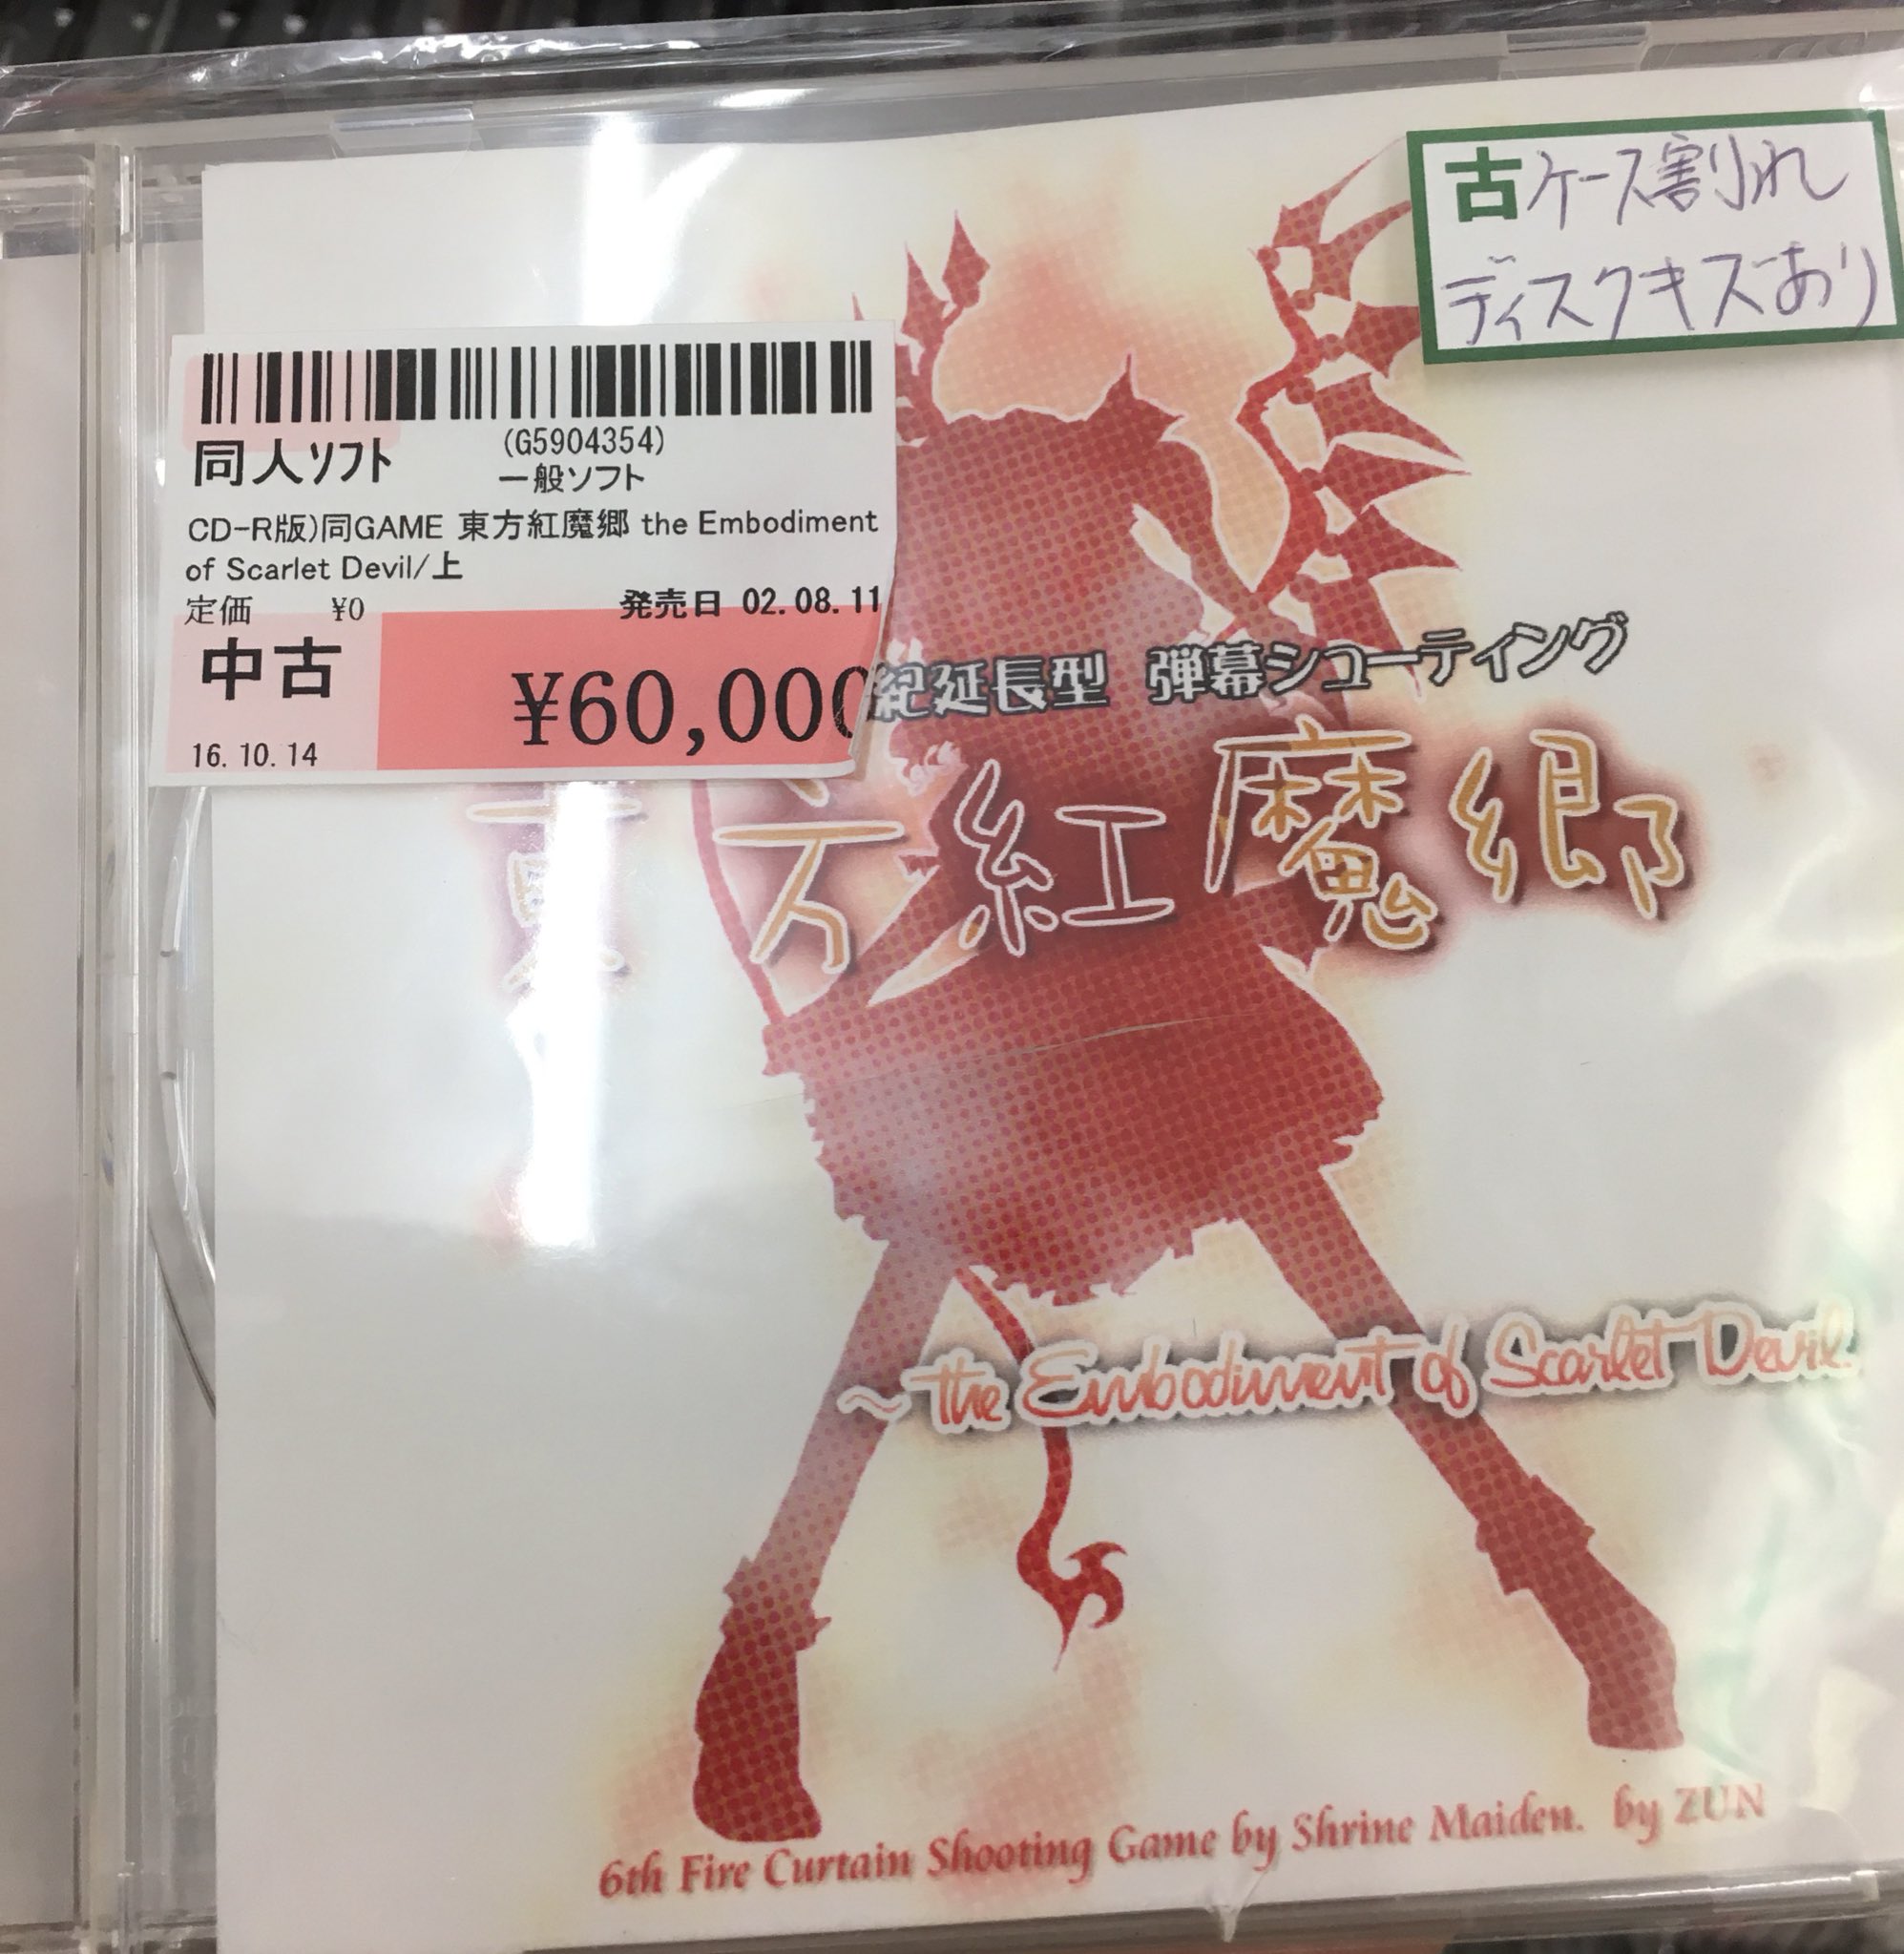 古ケース割れ
ディスクキズあり
同人ソフト
(G5904354)
一般ソフト
CD-R版)同GAME 東方紅魔郷 the Embodiment
of Scarlet Devil/上
定価 ¥0 発売日 02.08.11
中古 ¥60,000
16.10.14
紀延長型 弾幕シューティング
東方紅魔郷
~ the Embodiment of Scarlet Devil.
6th Fire Curtain Shooting Game by Shrine Maiden. by ZUN